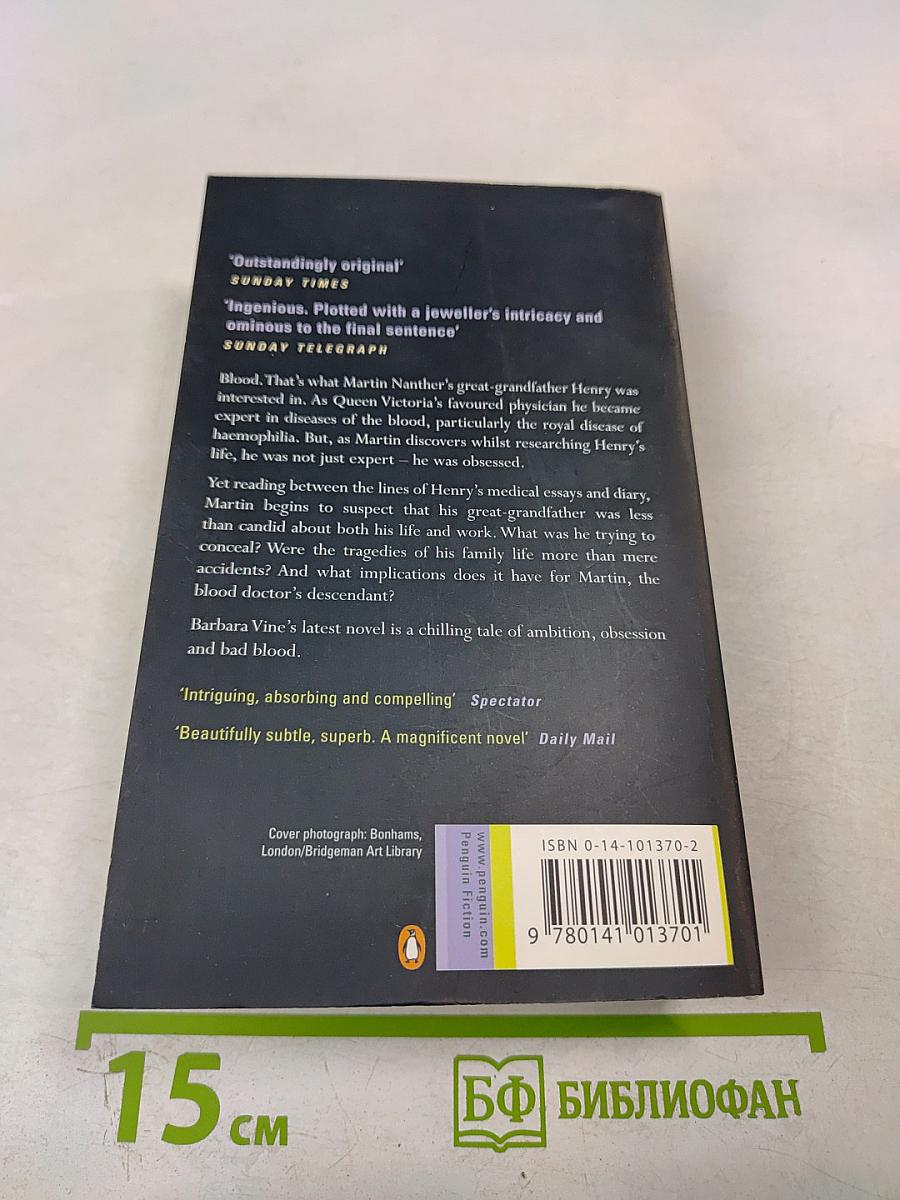 'Outstandingly original'
SUNDAY TIMES
'Ingenious. Plotted with a jeweller's intricacy and
ominous to the final sentence'
SUNDAY TELEGRAPH
Blood. That's what Martin Nanther's great-grandfather Henry was
interested in. As Queen Victoria's favoured physician he became
expert in diseases of the blood, particularly the royal disease of
haemophilia. But, as Martin discovers whilst researching Henry's
life, he was not just expert – he was obsessed.
Yet reading between the lines of Henry's medical essays and diary,
Martin begins to suspect that his great-grandfather was less
than candid about both his life and work. What was he trying to
conceal? Were the tragedies of his family life more than mere
accidents? And what implications does it have for Martin, the
blood doctor's descendant?
Barbara Vine's latest novel is a chilling tale of ambition, obsession
and bad blood.
'Intriguing, absorbing and compelling' Spectator
'Beautifully subtle, superb. A magnificent novel' Daily Mail
Cover photograph: Bonhams,
London/Bridgeman Art Library
www.penguin.com
Penguin Fiction
ISBN 0-14-101370-2
9 780141 013701
15 см
БФ БИБЛИОФАН